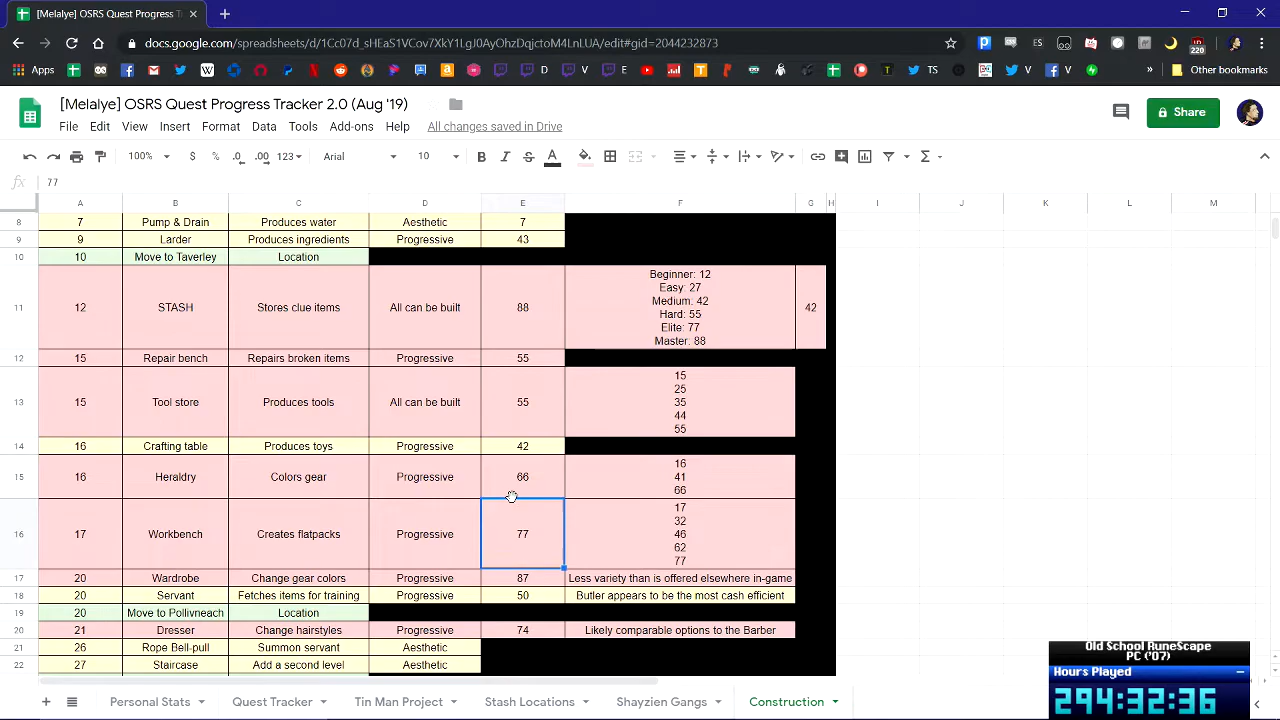 [Melalye] OSRS Quest Progress Tr
docs.google.com/spreadsheets/d/1Cc07d_sHEaS1VCov7XkY1LgJ0AyOhzDqjctoM4LnLUA/edit#gid=2044232873
Apps D V E TS V V Other bookmarks
220
[Melalye] OSRS Quest Progress Tracker 2.0 (Aug '19)
Share
File Edit View Insert Format Data Tools Add-ons Help All changes saved in Drive
100% $ % .0 .00 123 Arial 10 B I S A
fx 77
A B C D E F G H I J K L M
8 7 Pump & Drain Produces water Aesthetic 7
9 9 Larder Produces ingredients Progressive 43
10 10 Move to Taverley Location
11 12 STASH Stores clue items All can be built 88
Beginner: 12
Easy: 27
Medium: 42
Hard: 55
Elite: 77
Master: 88
42
12 15 Repair bench Repairs broken items Progressive 55
13 15 Tool store Produces tools All can be built 55
15
25
35
44
55
14 16 Crafting table Produces toys Progressive 42
15 16 Heraldry Colors gear Progressive 66
16
41
66
16 17 Workbench Creates flatpacks Progressive 77
17
32
46
62
77
17 20 Wardrobe Change gear colors Progressive 87 Less variety than is offered elsewhere in-game
18 20 Servant Fetches items for training Progressive 50 Butler appears to be the most cash efficient
19 20 Move to Pollivneach Location
20 21 Dresser Change hairstyles Progressive 74 Likely comparable options to the Barber
21 26 Rope Bell-pull Summon servant Aesthetic
22 27 Staircase Add a second level Aesthetic
Old School RuneScape
PC ('07)
Hours Played
294:32:36
Personal Stats Quest Tracker Tin Man Project Stash Locations Shayzien Gangs Construction